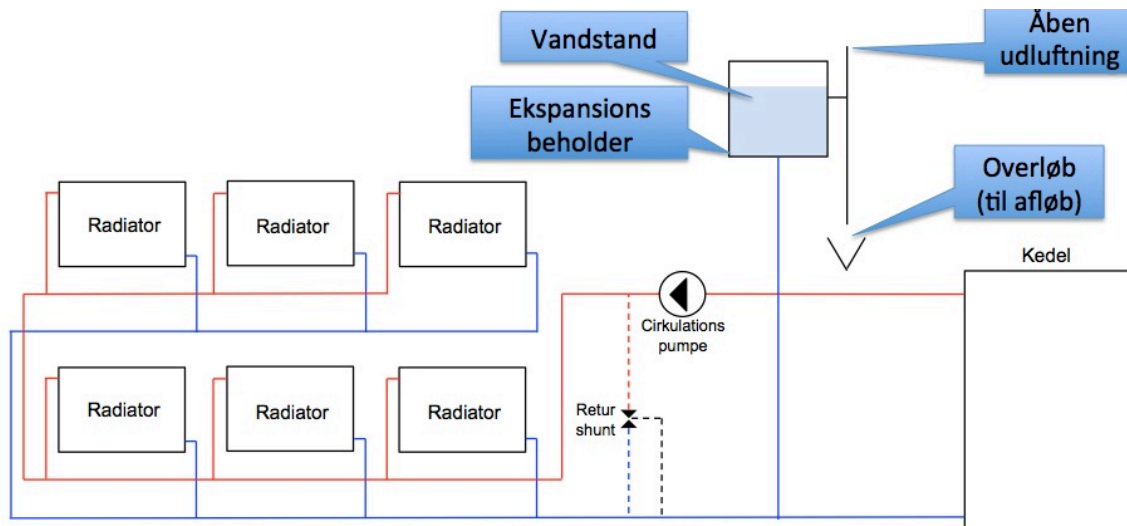 Vandstand
Åben
udluftning
Ekspansions
beholder
Overløb
(til afløb)
Radiator
Radiator
Radiator
Kedel
Cirkulations
pumpe
Radiator
Radiator
Radiator
Retur
shunt